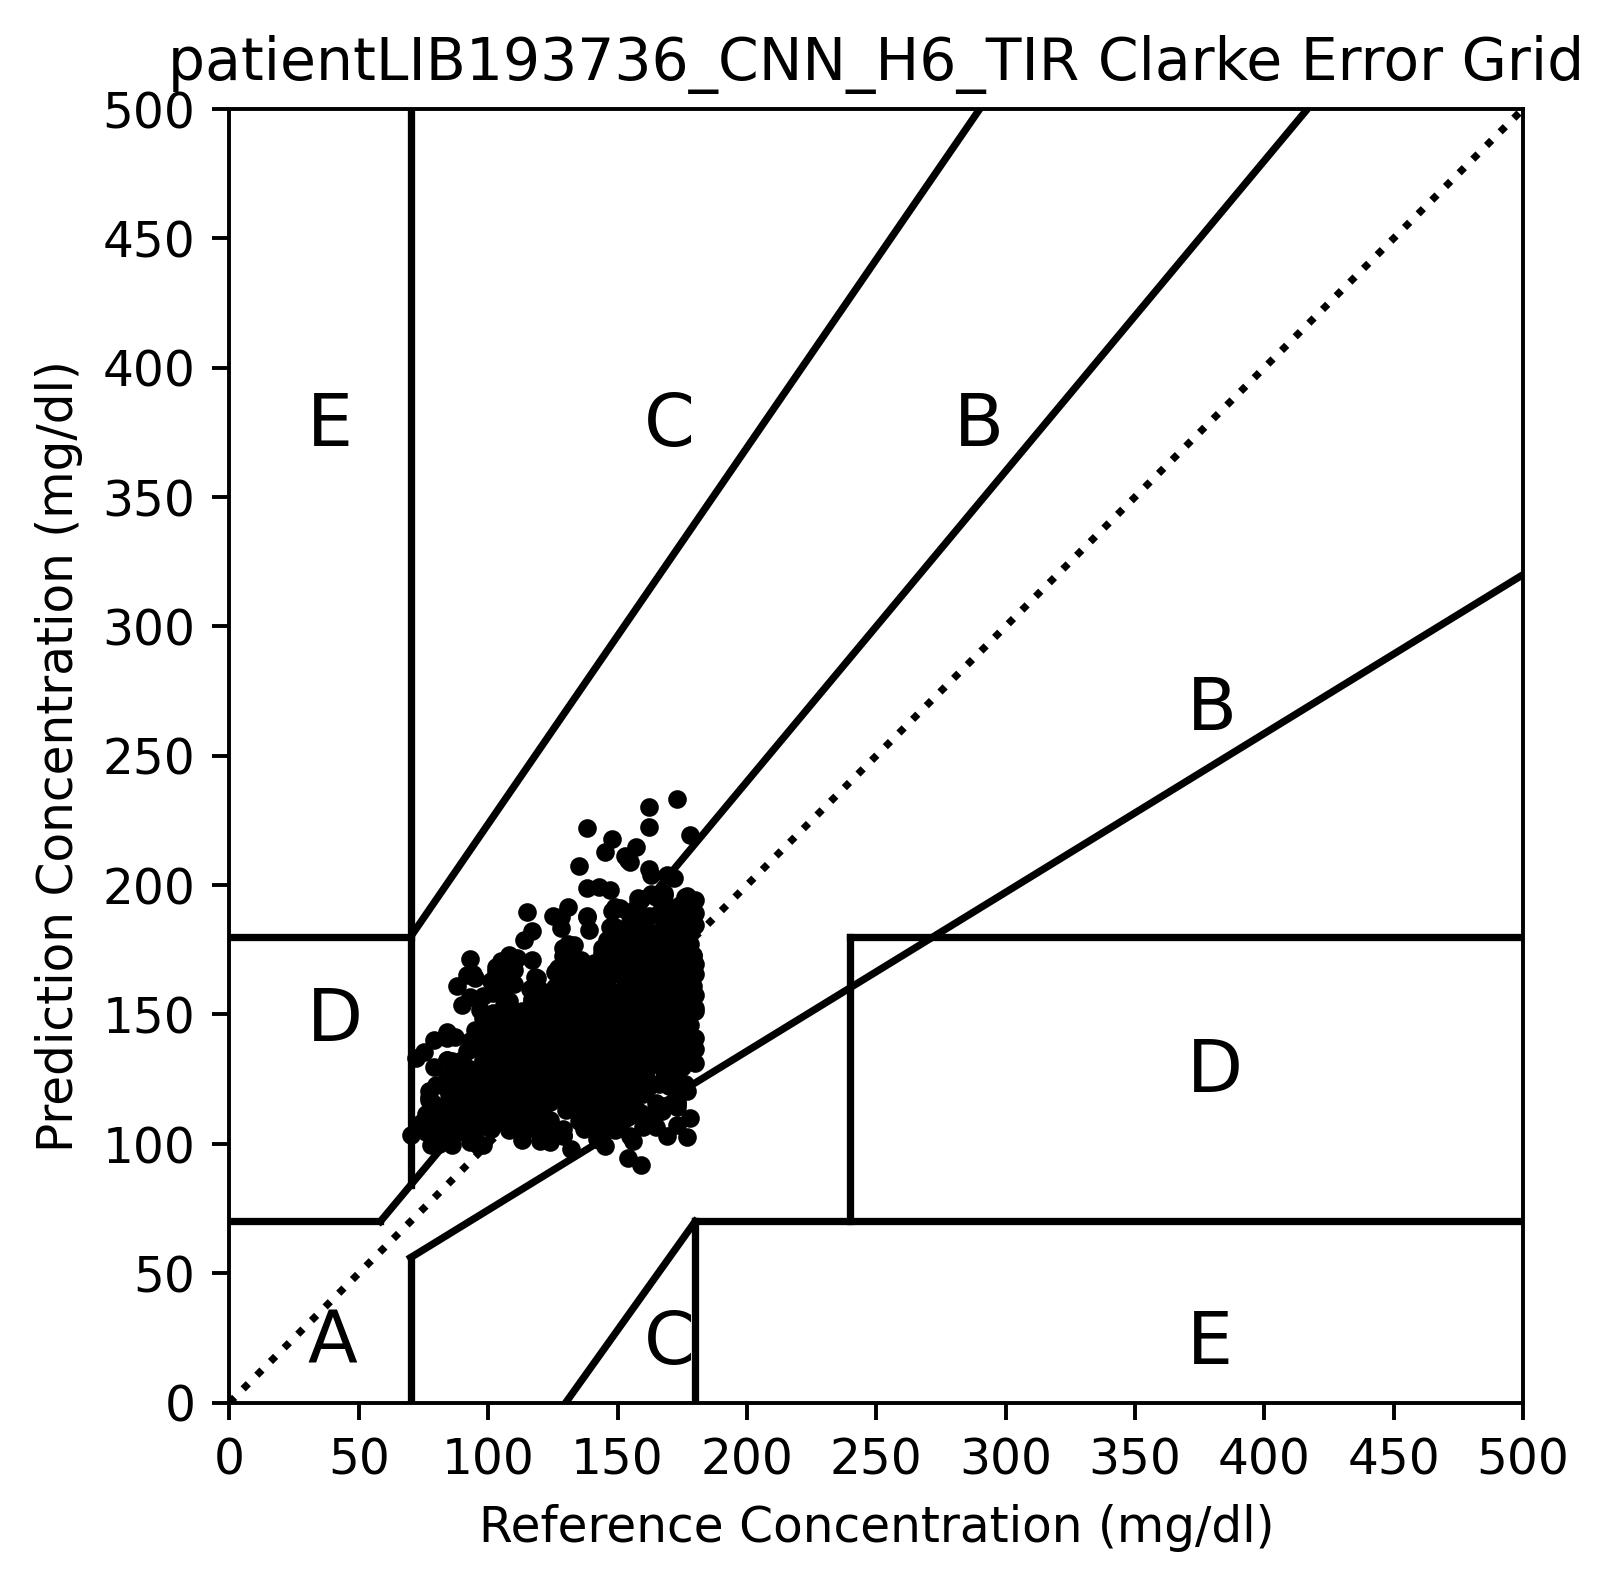 patientLIB193736_CNN_H6_TIR Clarke Error Grid
500
450
400
350
300
250
200
150
100
50
0
Prediction Concentration (mg/dl)
E
C
B
B
D
D
A
C
E
0 50 100 150 200 250 300 350 400 450 500
Reference Concentration (mg/dl)